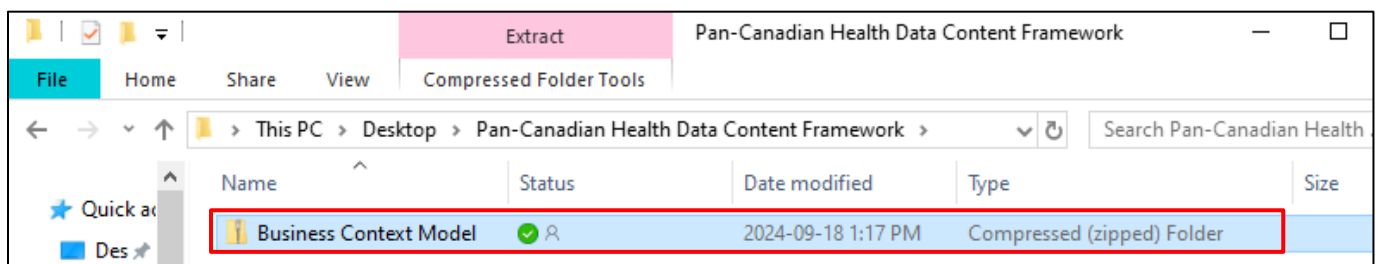 Extract Pan-Canadian Health Data Content Framework
File Home Share View Compressed Folder Tools
This PC > Desktop > Pan-Canadian Health Data Content Framework > Search Pan-Canadian Health
Name Status Date modified Type Size
Quick
Business Context Model 2024-09-18 1:17 PM Compressed (zipped) Folder
Des